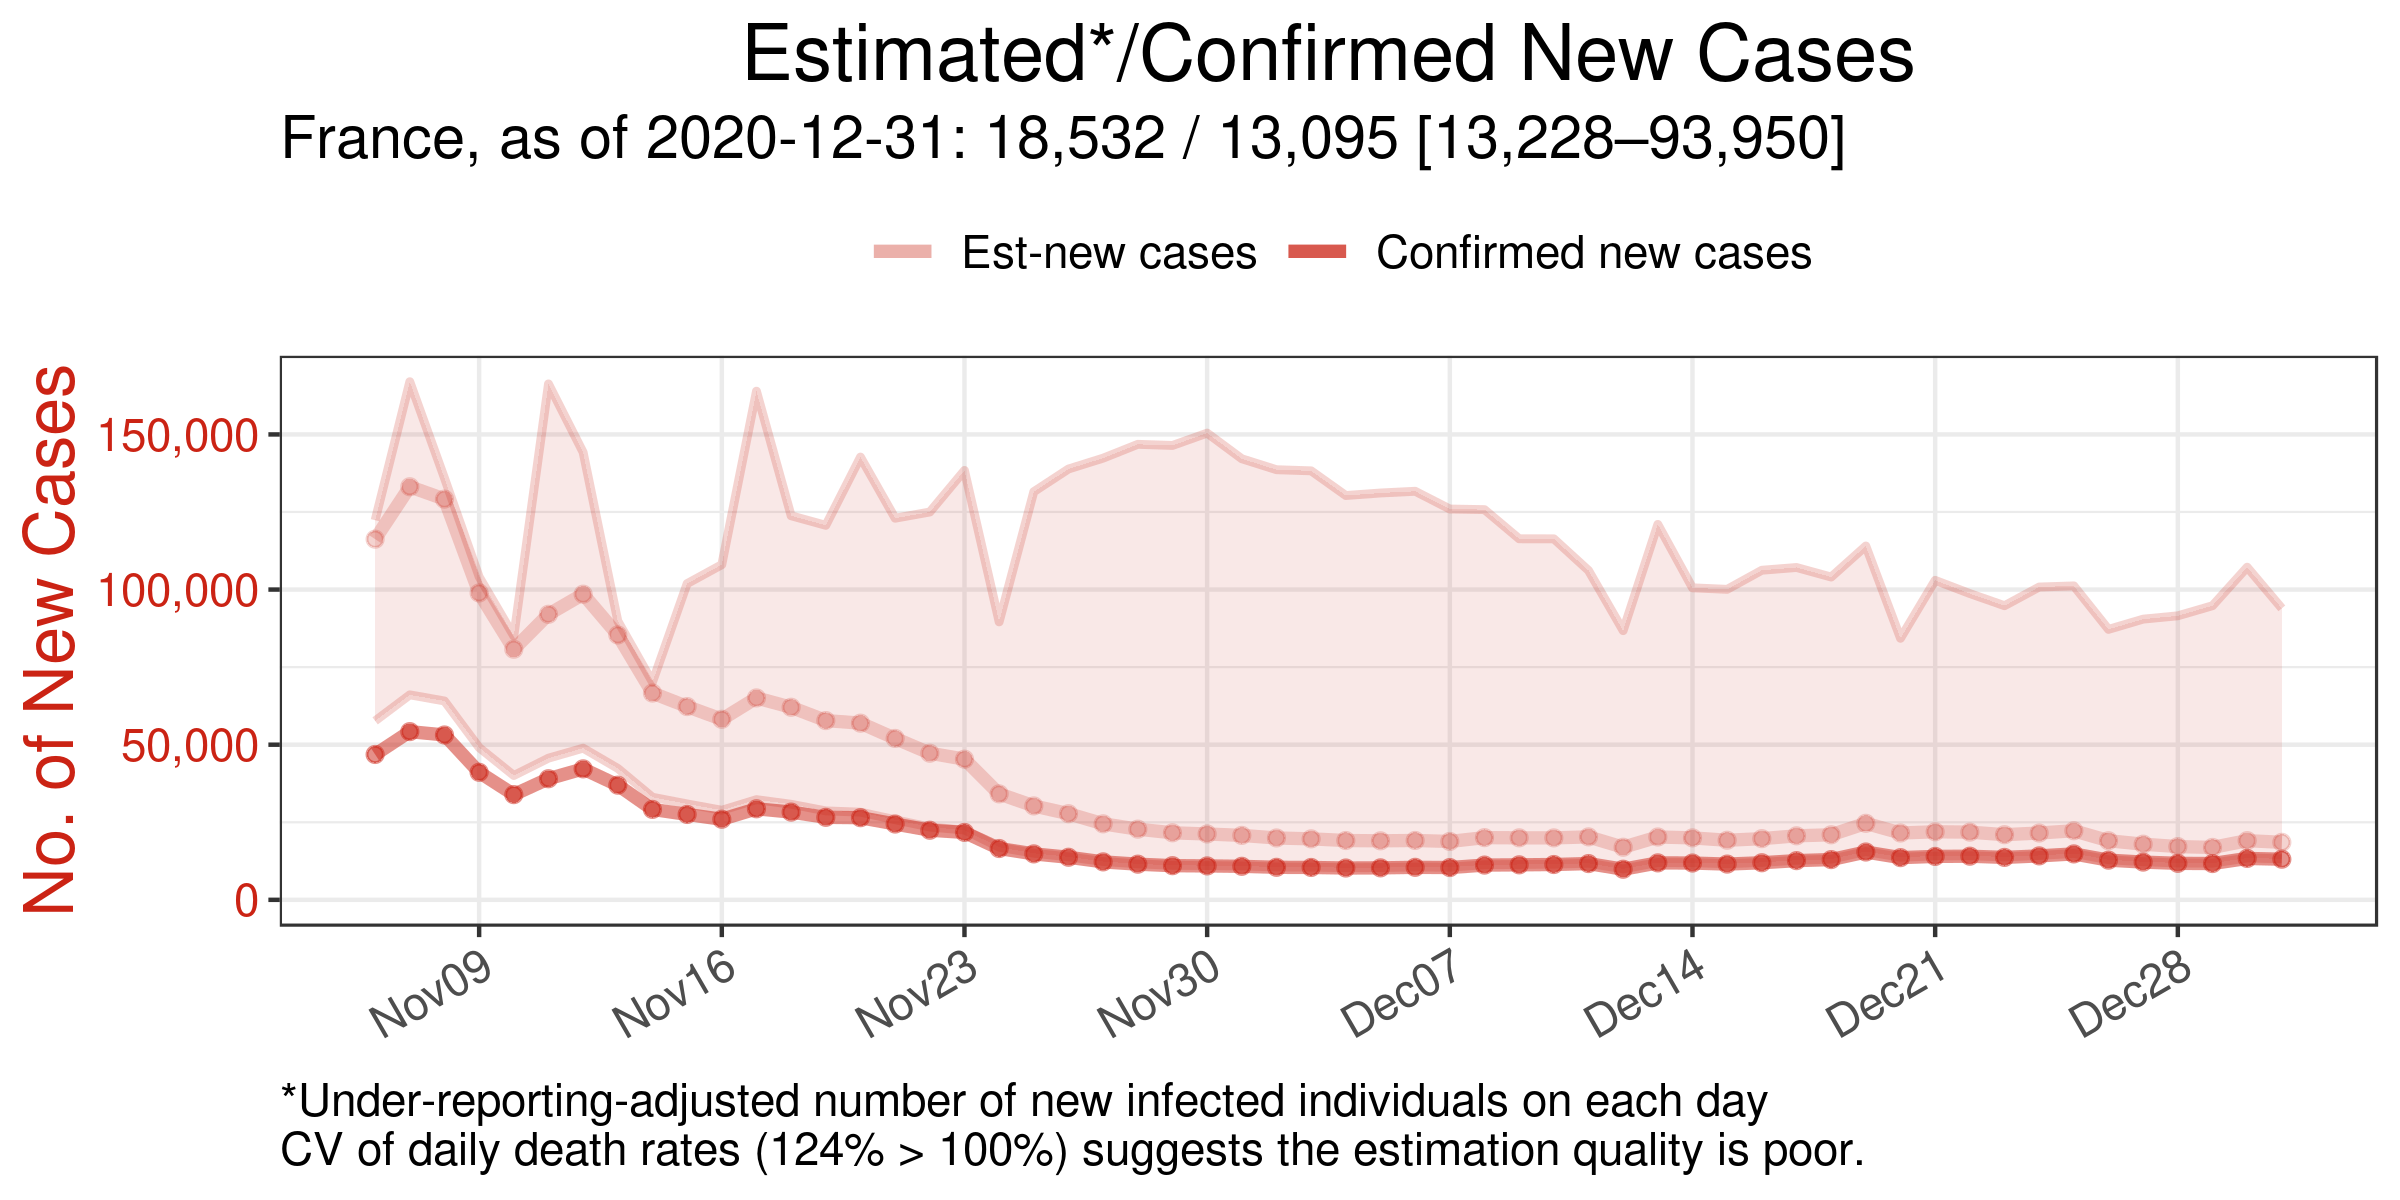 Estimated*/Confirmed New Cases
France, as of 2020-12-31: 18,532 / 13,095 [13,228–93,950]
Est-new cases
Confirmed new cases
No. of New Cases
150,000
100,000
50,000
0
Nov09
Nov16
Nov23
Nov30
Dec07
Dec14
Dec21
Dec28
*Under-reporting-adjusted number of new infected individuals on each day
CV of daily death rates (124% > 100%) suggests the estimation quality is poor.